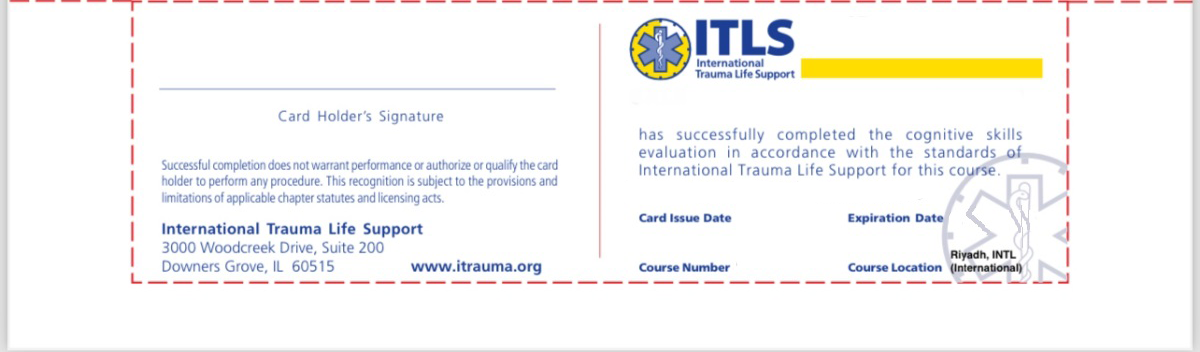 Card Holder's Signature
Successful completion does not warrant performance or authorize or qualify the card
holder to perform any procedure. This recognition is subject to the provisions and
limitations of applicable chapter statutes and licensing acts.
International Trauma Life Support
3000 Woodcreek Drive, Suite 200
Downers Grove, IL 60515
www.itrauma.org
ITLS
International
Trauma Life Support
has successfully completed the cognitive skills
evaluation in accordance with the standards of
International Trauma Life Support for this course.
Card Issue Date
Expiration Date
Course Number
Course Location
Riyadh, INTL
(International)